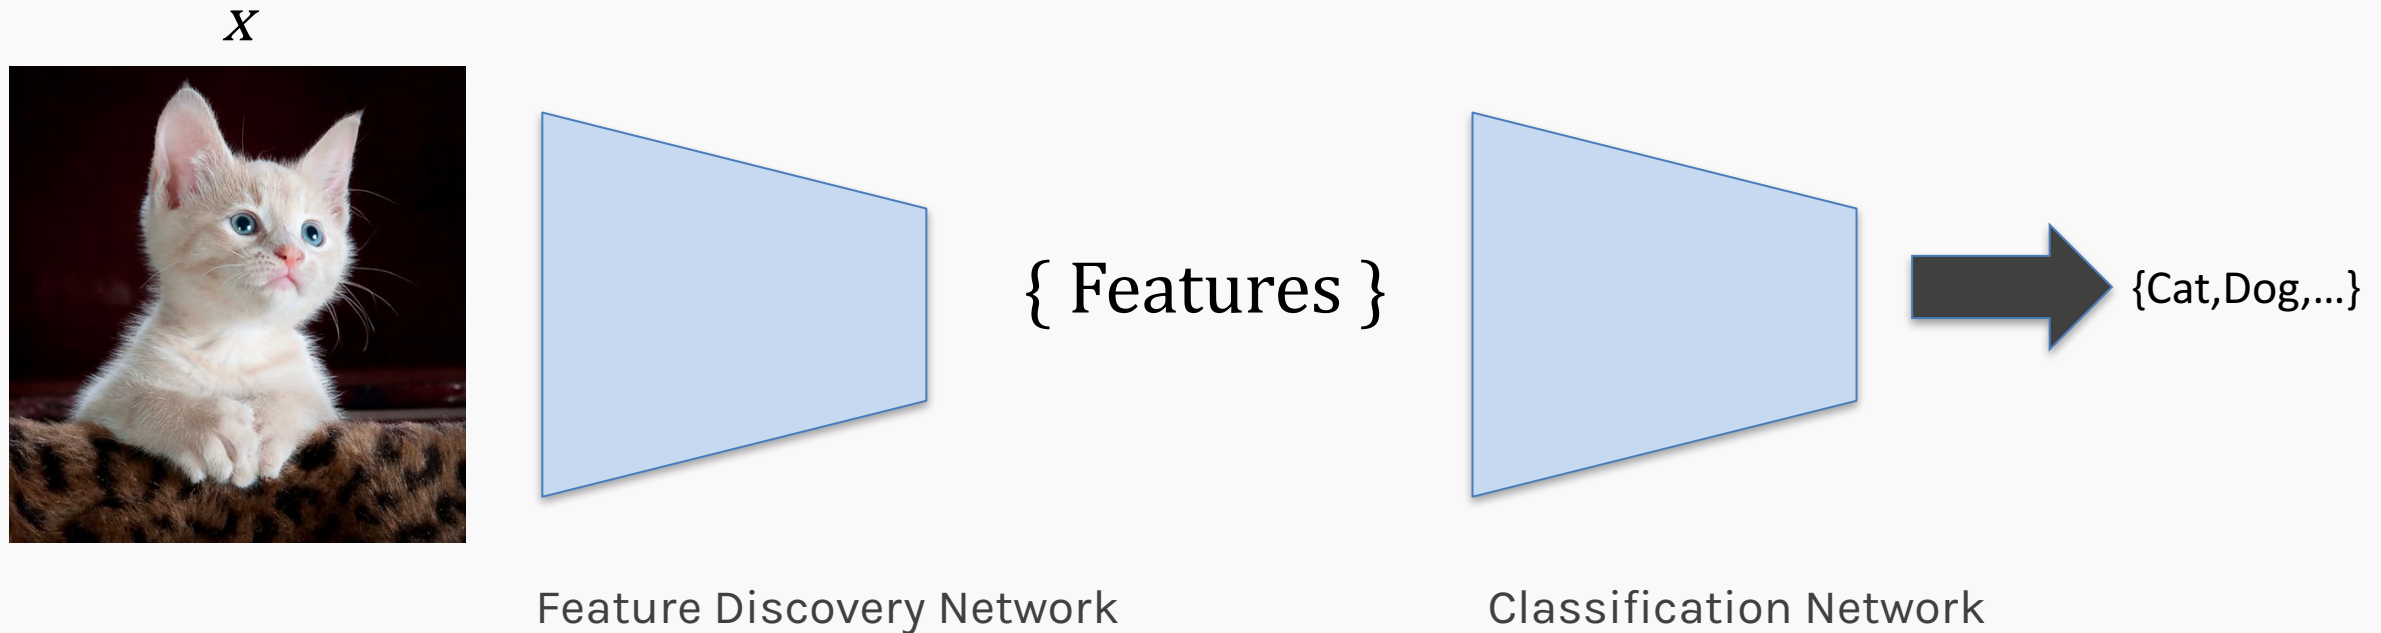 x
{ Features }
{Cat,Dog,...}
Feature Discovery Network
Classification Network